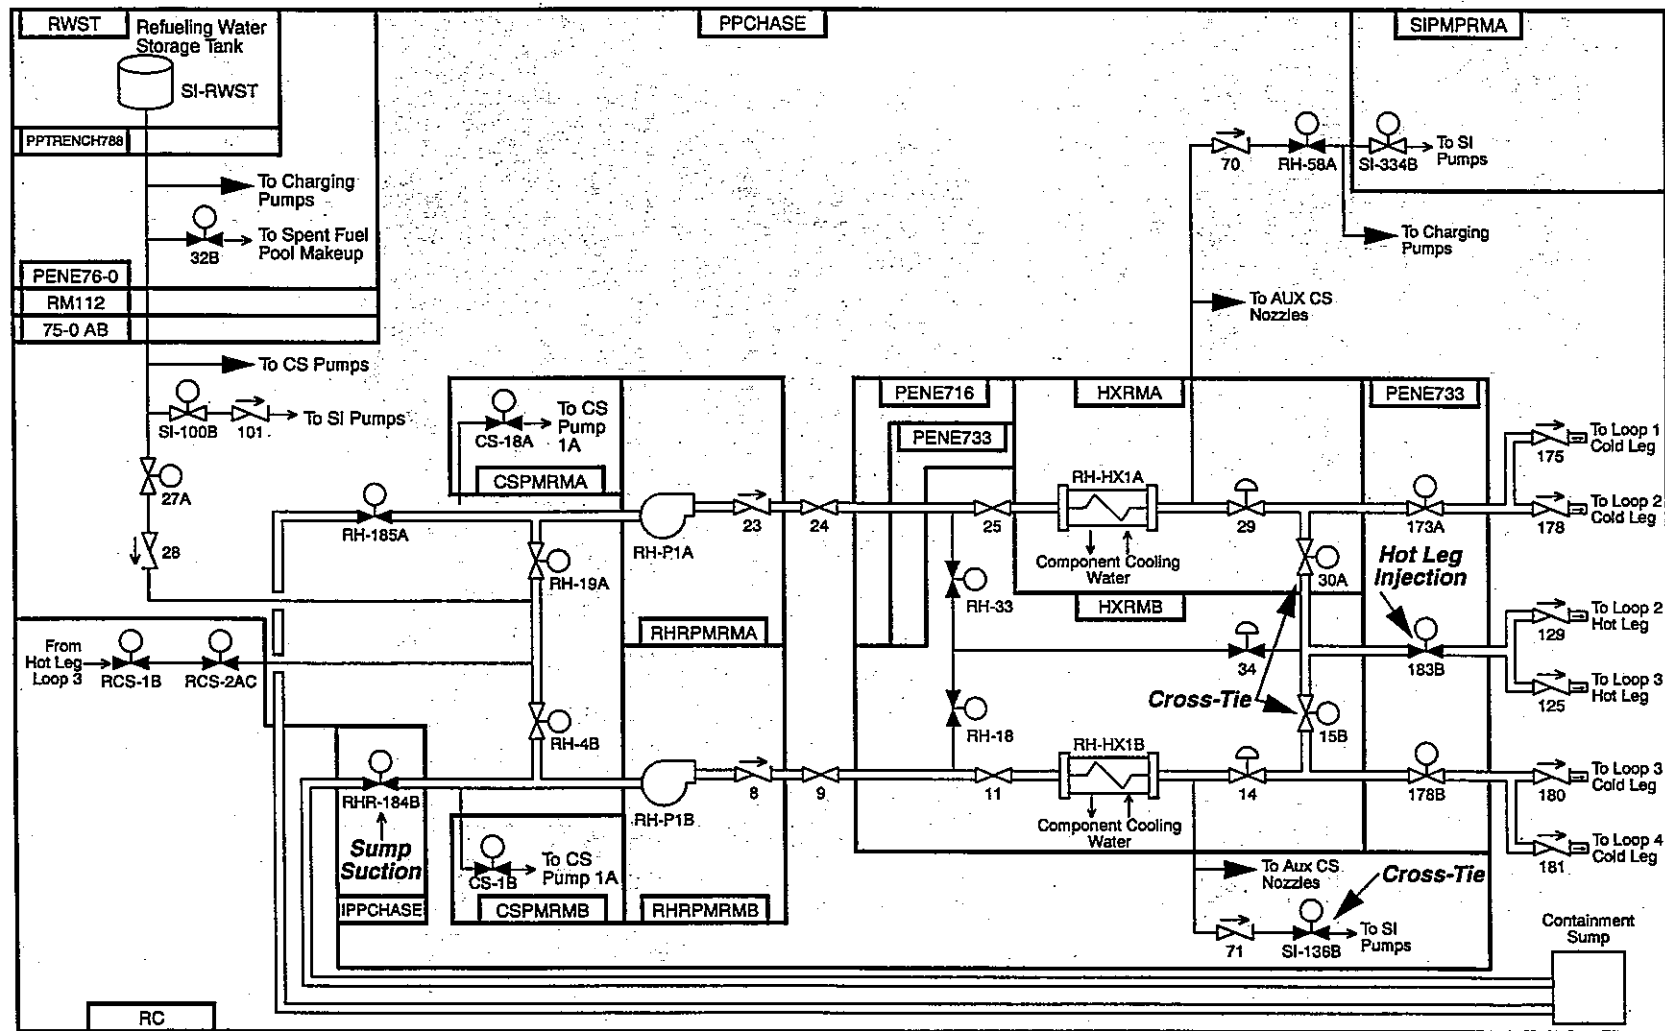 RWST
Refueling Water
Storage Tank
SI-RWST
PPTRENCH788
To Charging
Pumps
To Spent Fuel
Pool Makeup
32B
PENE76-0
RM112
75-0 AB
To CS Pumps
SI-100B
101
To SI Pumps
27A
28
From
Hot Leg
Loop 3
RCS-1B
RCS-2AC
PPCHASE
SIPMPRMA
70
RH-58A
SI-334B
To SI
Pumps
To Charging
Pumps
To AUX CS
Nozzles
CS-18A
To CS
Pump
1A
CSPMRMA
RH-185A
RH-19A
RH-P1A
23
24
RHRPMRMA
RH-4B
RHR-184B
Sump
Suction
IPPCHASE
CS-1B
To CS
Pump 1A
CSPMRMB
RH-P1B
8
9
RHRPMRMB
PENE716
PENE733
HXRMA
PENE733
25
RH-HX1A
Component Cooling
Water
29
30A
RH-33
HXRMB
34
Cross-Tie
RH-18
15B
11
RH-HX1B
Component Cooling
Water
14
173A
Hot Leg
Injection
183B
178B
To Loop 1
Cold Leg
175
To Loop 2
Cold Leg
178
To Loop 2
Hot Leg
129
To Loop 3
Hot Leg
125
To Loop 3
Cold Leg
180
To Loop 4
Cold Leg
181
To Aux CS
Nozzles
Cross-Tie
71
SI-136B
To SI
Pumps
Containment
Sump
RC